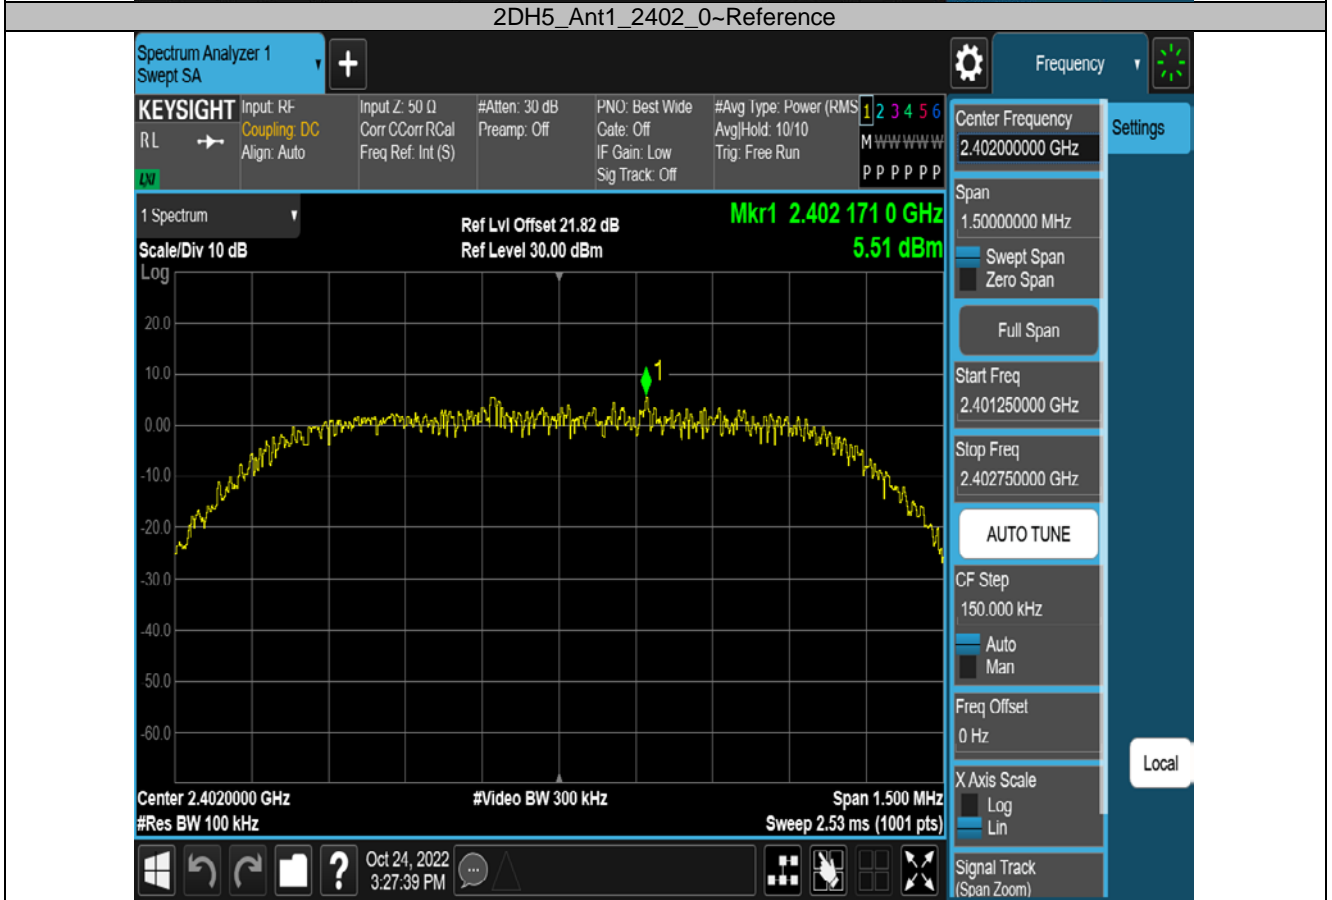 2DH5_Ant1_2402_0~Reference
Spectrum Analyzer 1
Swept SA
Frequency
KEYSIGHT
RL
LXI
Input: RF
Coupling: DC
Align: Auto
Input Z: 50 Ω
Corr CCorr RCal
Freq Ref: Int (S)
#Atten: 30 dB
Preamp: Off
PNO: Best Wide
Gate: Off
IF Gain: Low
Sig Track: Off
#Avg Type: Power (RMS
Avg|Hold: 10/10
Trig: Free Run
1 2 3 4 5 6
M W W W W W
P P P P P P
1 Spectrum
Scale/Div 10 dB
Log
Ref Lvl Offset 21.82 dB
Ref Level 30.00 dBm
Mkr1 2.402 171 0 GHz
5.51 dBm
20.0
10.0
0.00
-10.0
-20.0
-30.0
-40.0
-50.0
-60.0
1
Center 2.4020000 GHz
#Res BW 100 kHz
#Video BW 300 kHz
Span 1.500 MHz
Sweep 2.53 ms (1001 pts)
Center Frequency
2.402000000 GHz
Settings
Span
1.50000000 MHz
Swept Span
Zero Span
Full Span
Start Freq
2.401250000 GHz
Stop Freq
2.402750000 GHz
AUTO TUNE
CF Step
150.000 kHz
Auto
Man
Freq Offset
0 Hz
X Axis Scale
Log
Lin
Signal Track
(Span Zoom)
Local
?
Oct 24, 2022
3:27:39 PM